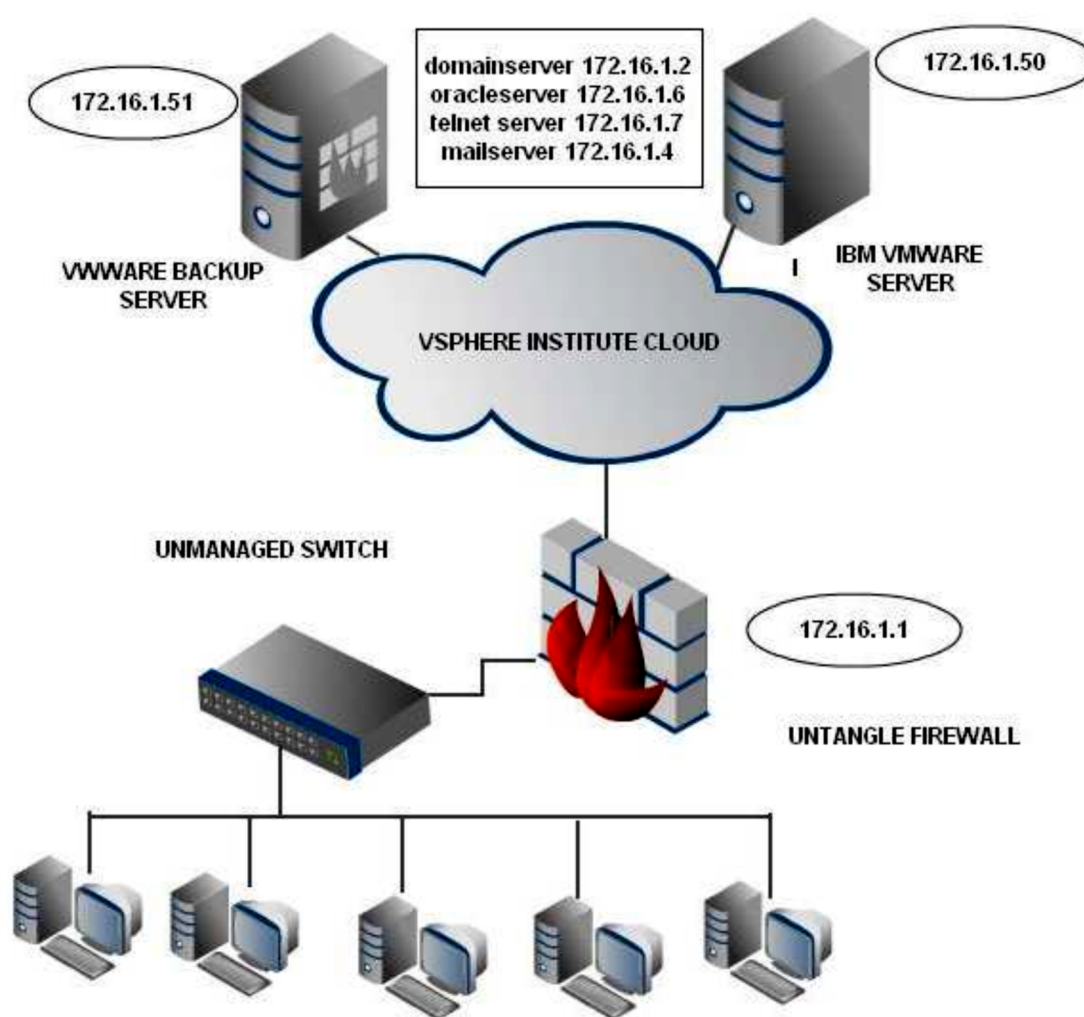 domainserver 172.16.1.2
oracleserver 172.16.1.6
telnet server 172.16.1.7
mailserver 172.16.1.4
172.16.1.51
172.16.1.50
VWWARE BACKUP
SERVER
I
IBM VMWARE
SERVER
VSPHERE INSTITUTE CLOUD
UNMANAGED SWITCH
172.16.1.1
UNTANGLE FIREWALL